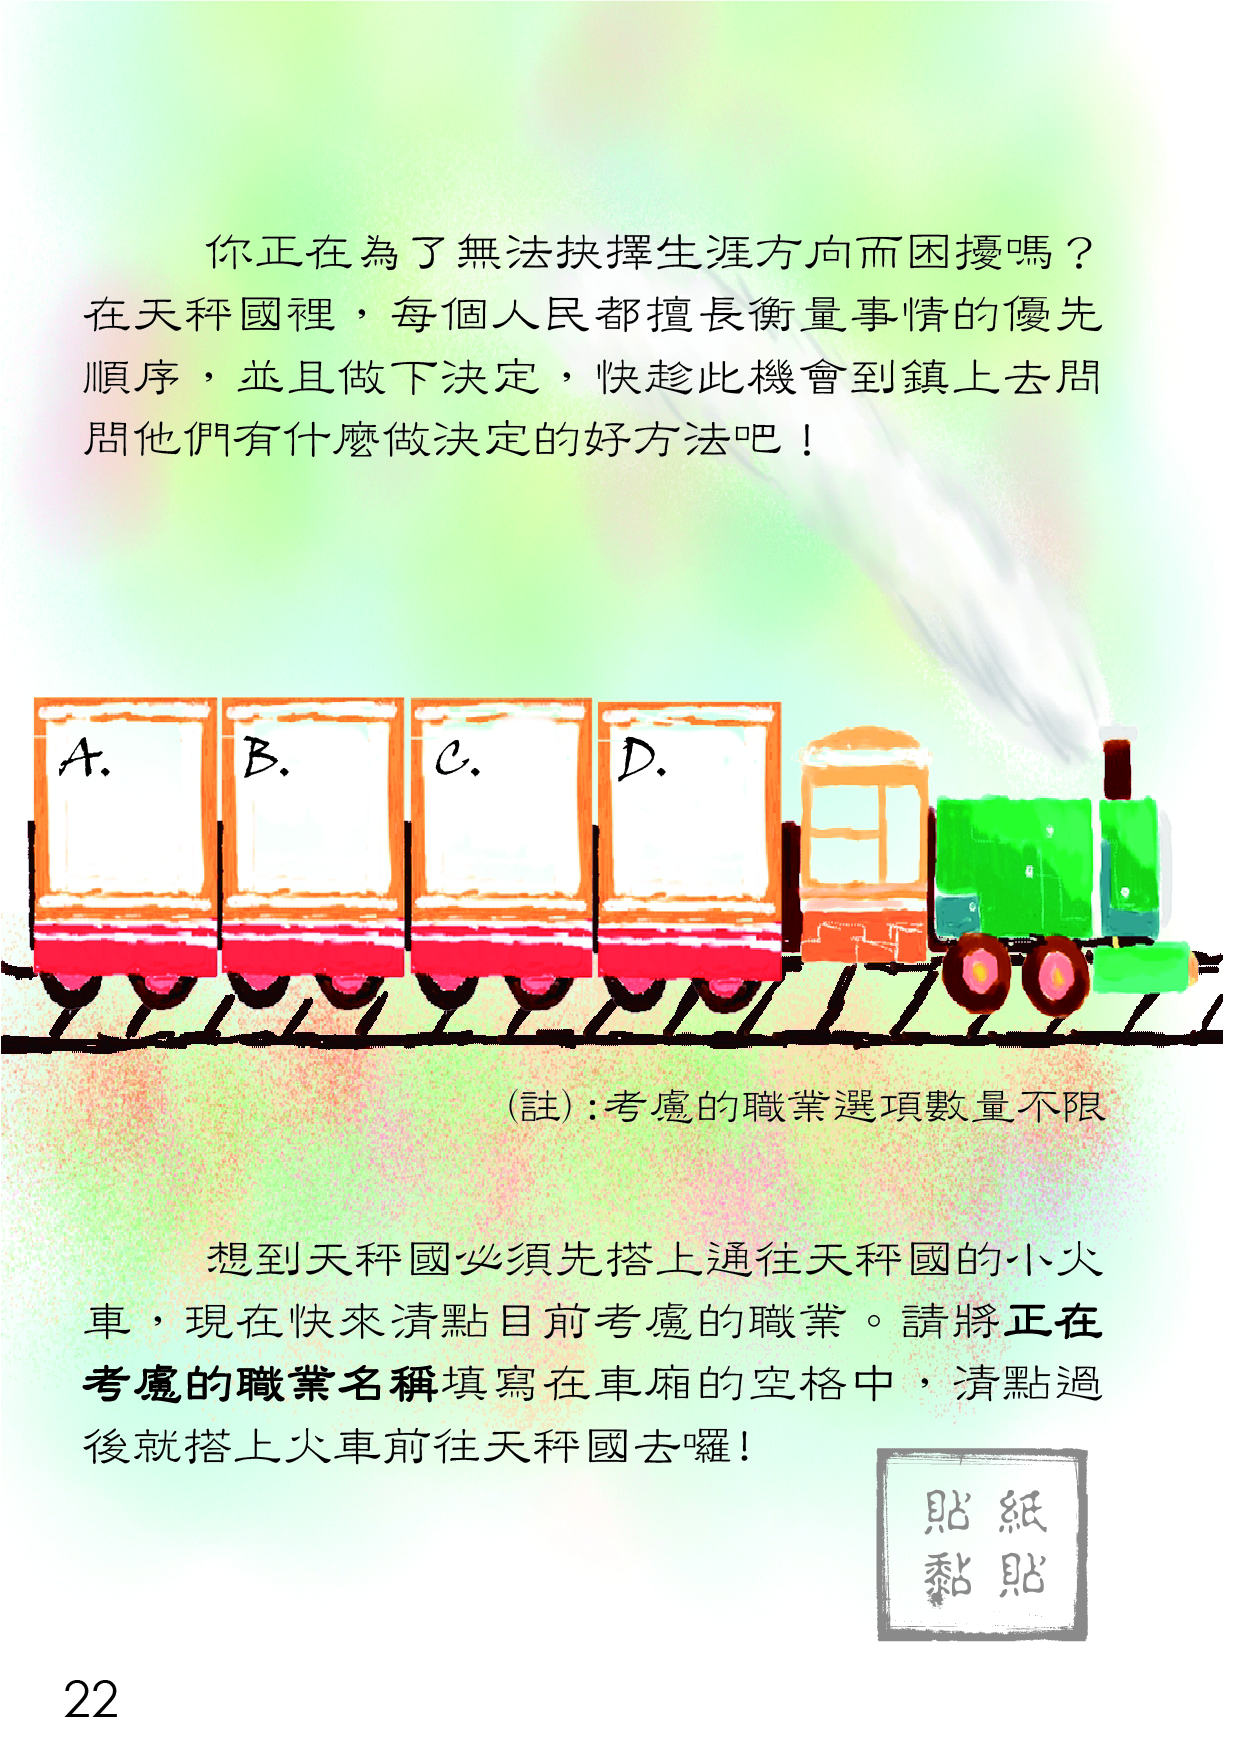 你正在為了無法抉擇生涯方向而困擾嗎？
在天秤國裡，每個人民都擅長衡量事情的優先
順序，並且做下決定，快趁此機會到鎮上去問
問他們有什麼做決定的好方法吧！
A. B. C. D.
(註):考慮的職業選項數量不限
想到天秤國必須先搭上通往天秤國的小火
車，現在快來清點目前考慮的職業。請將正在
考慮的職業名稱填寫在車廂的空格中，清點過
後就搭上火車前往天秤國去囉!
貼紙
黏貼
22